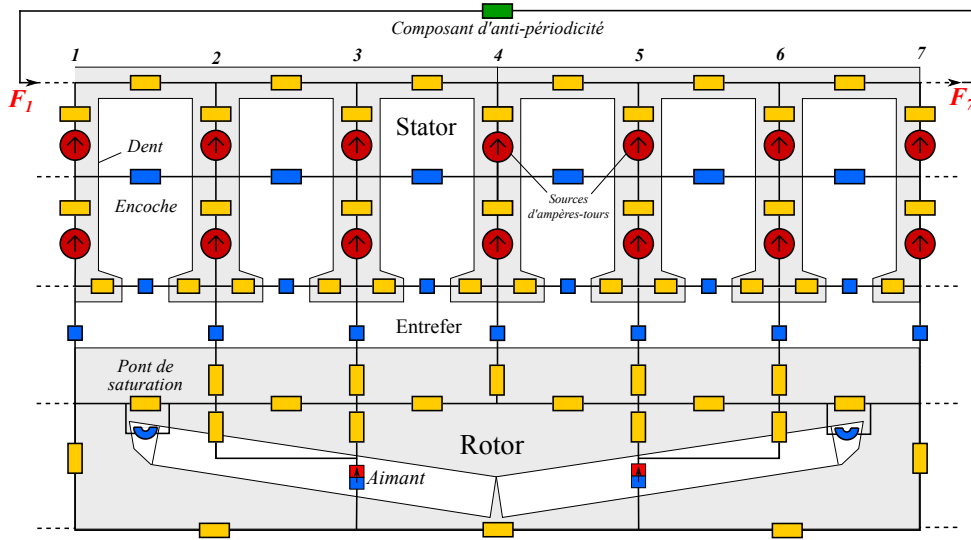 Composant d'anti-périodicité
1 2 3 4 5 6 7
F1
F7
Stator
Dent
Encoche
Sources
d'ampères-tours
Entrefer
Pont de
saturation
Rotor
Aimant